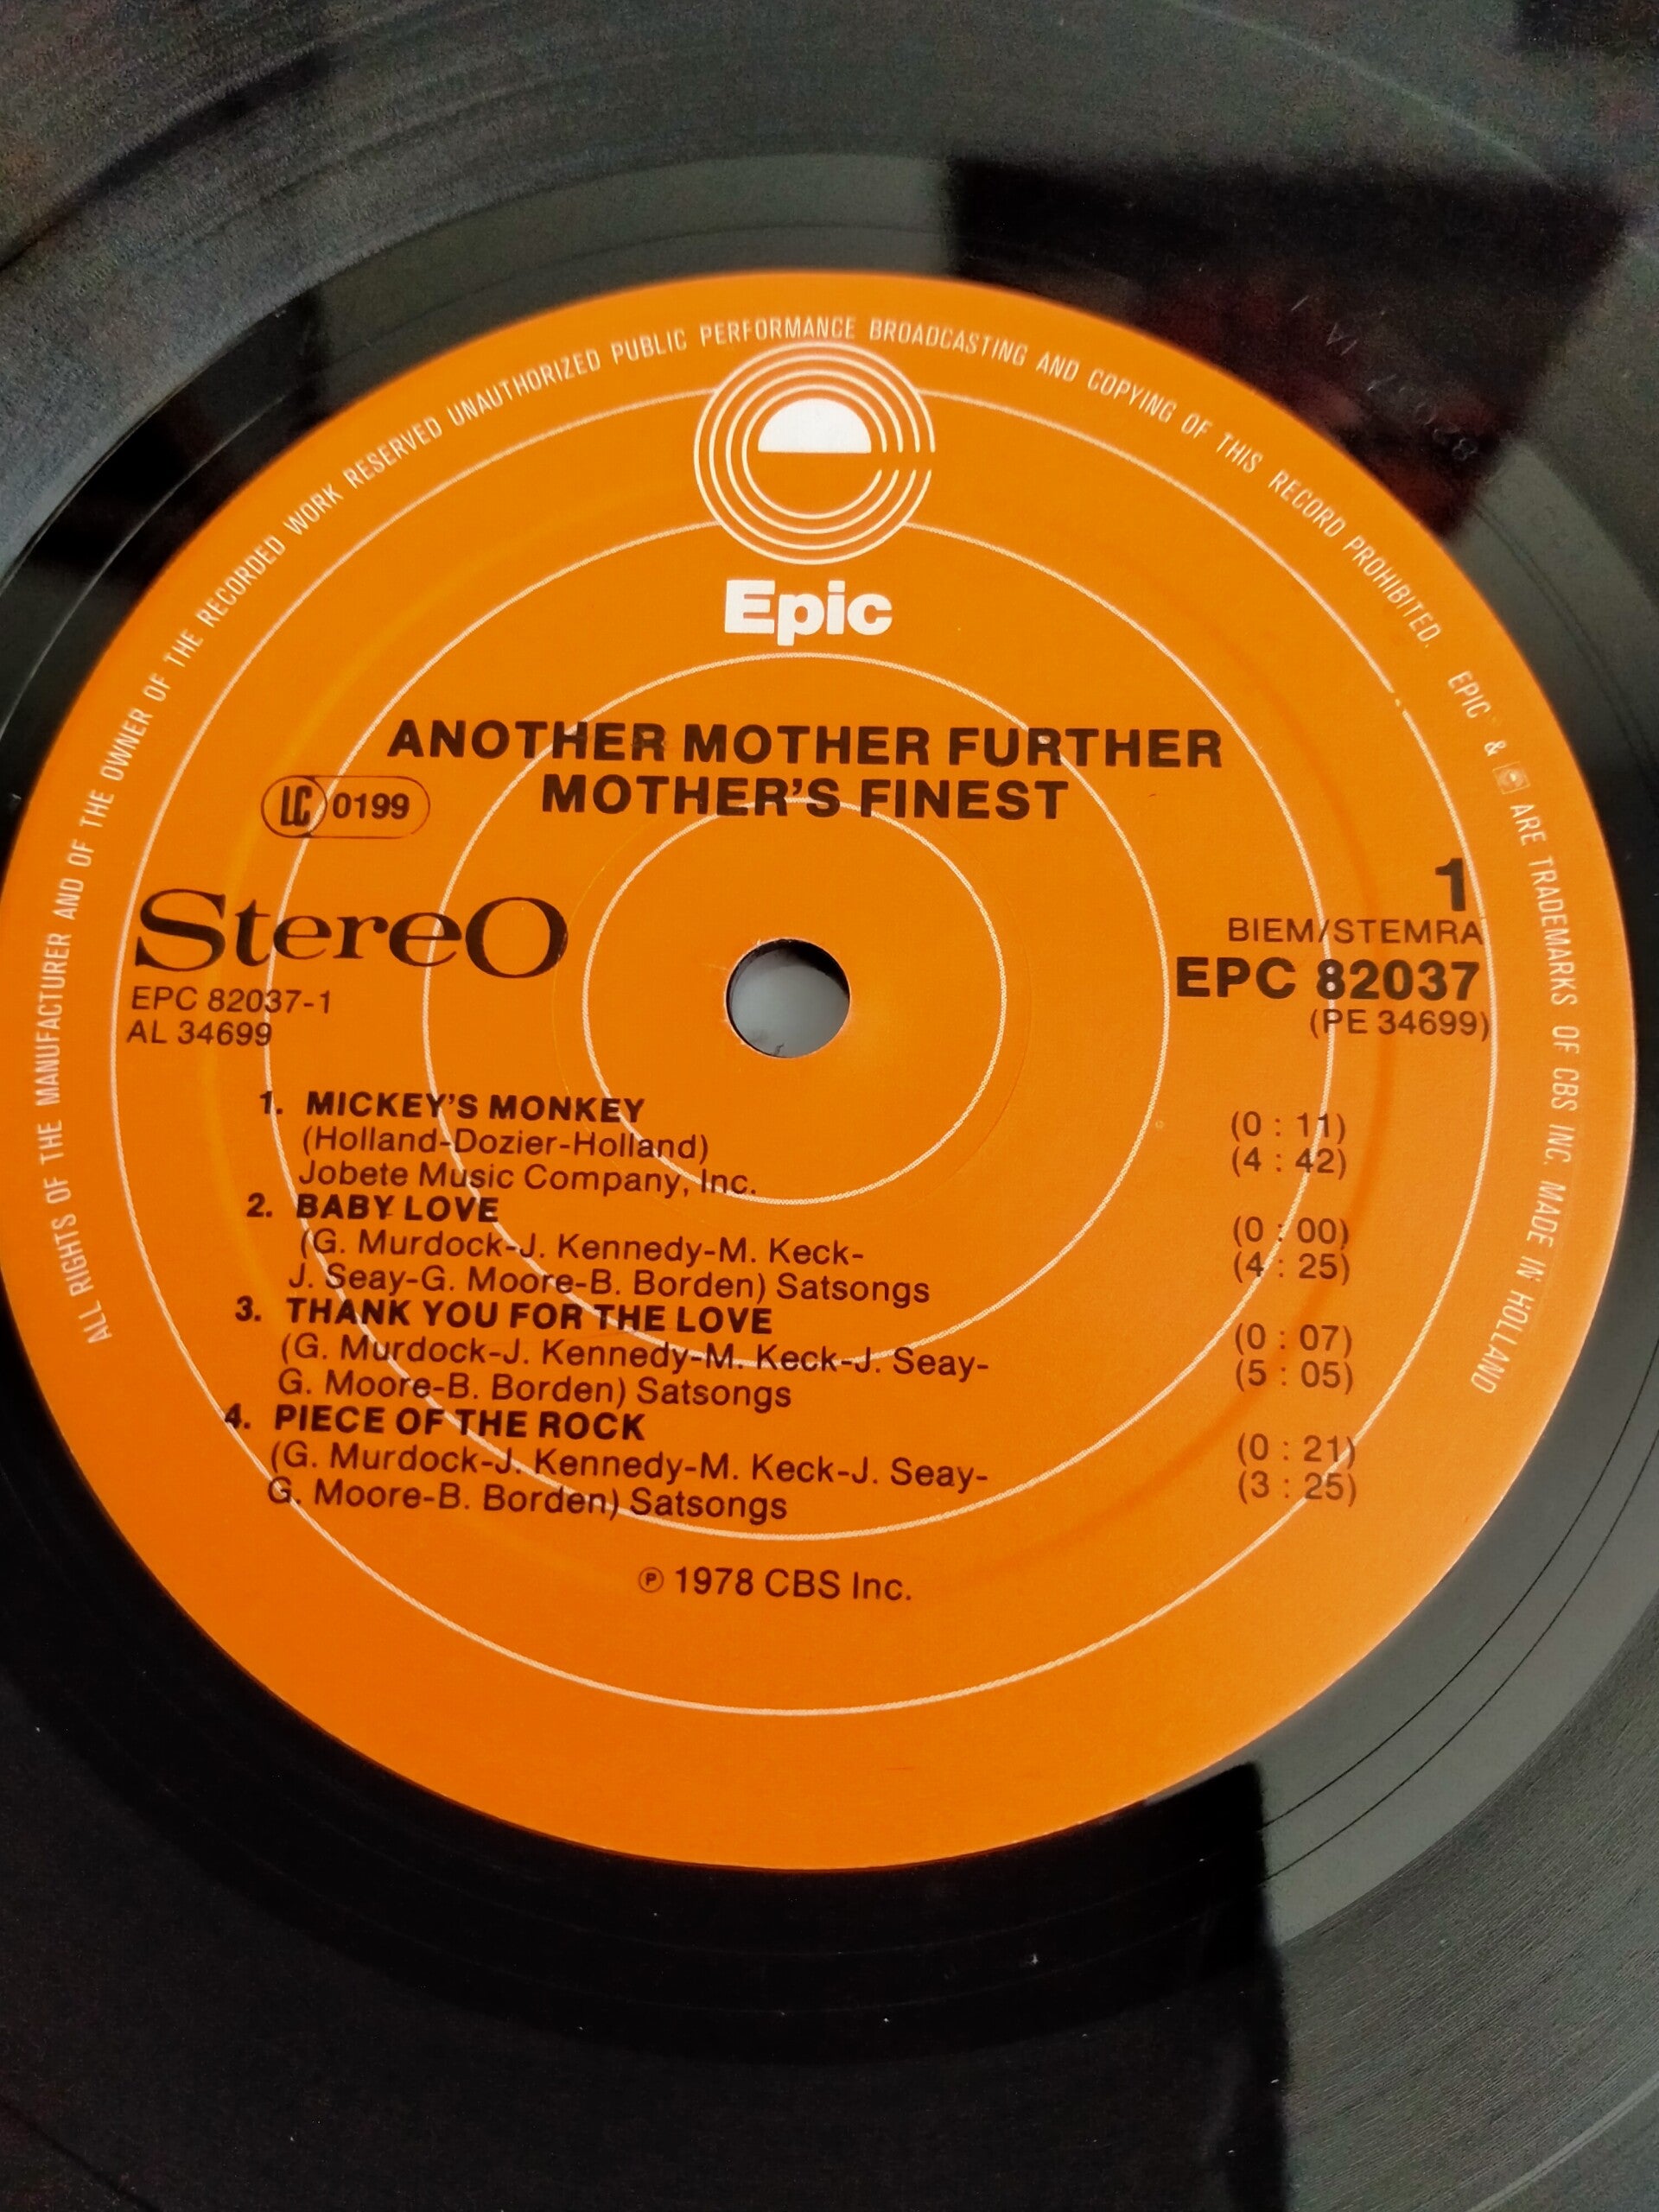 ALL RIGHTS OF THE MANUFACTURER AND OF THE OWNER OF THE RECORDED WORK RESERVED UNAUTHORIZED PUBLIC PERFORMANCE BROADCASTING AND COPYING OF THIS RECORD PROHIBITED. EPIC & ARE TRADEMARKS OF CBS INC. MADE IN HOLLAND
Epic
ANOTHER MOTHER FURTHER
MOTHER'S FINEST
LC 0199
Stereo
EPC 82037-1
AL 34699
1
BIEM/STEMRA
EPC 82037
(PE 34699)
1. MICKEY'S MONKEY (0 : 11)
(Holland-Dozier-Holland) (4 : 42)
Jobete Music Company, Inc.
2. BABY LOVE (0 : 00)
(G. Murdock-J. Kennedy-M. Keck- (4 : 25)
J. Seay-G. Moore-B. Borden) Satsongs
3. THANK YOU FOR THE LOVE (0 : 07)
(G. Murdock-J. Kennedy-M. Keck-J. Seay- (5 : 05)
G. Moore-B. Borden) Satsongs
4. PIECE OF THE ROCK (0 : 21)
(G. Murdock-J. Kennedy-M. Keck-J. Seay- (3 : 25)
G. Moore-B. Borden) Satsongs
℗ 1978 CBS Inc.